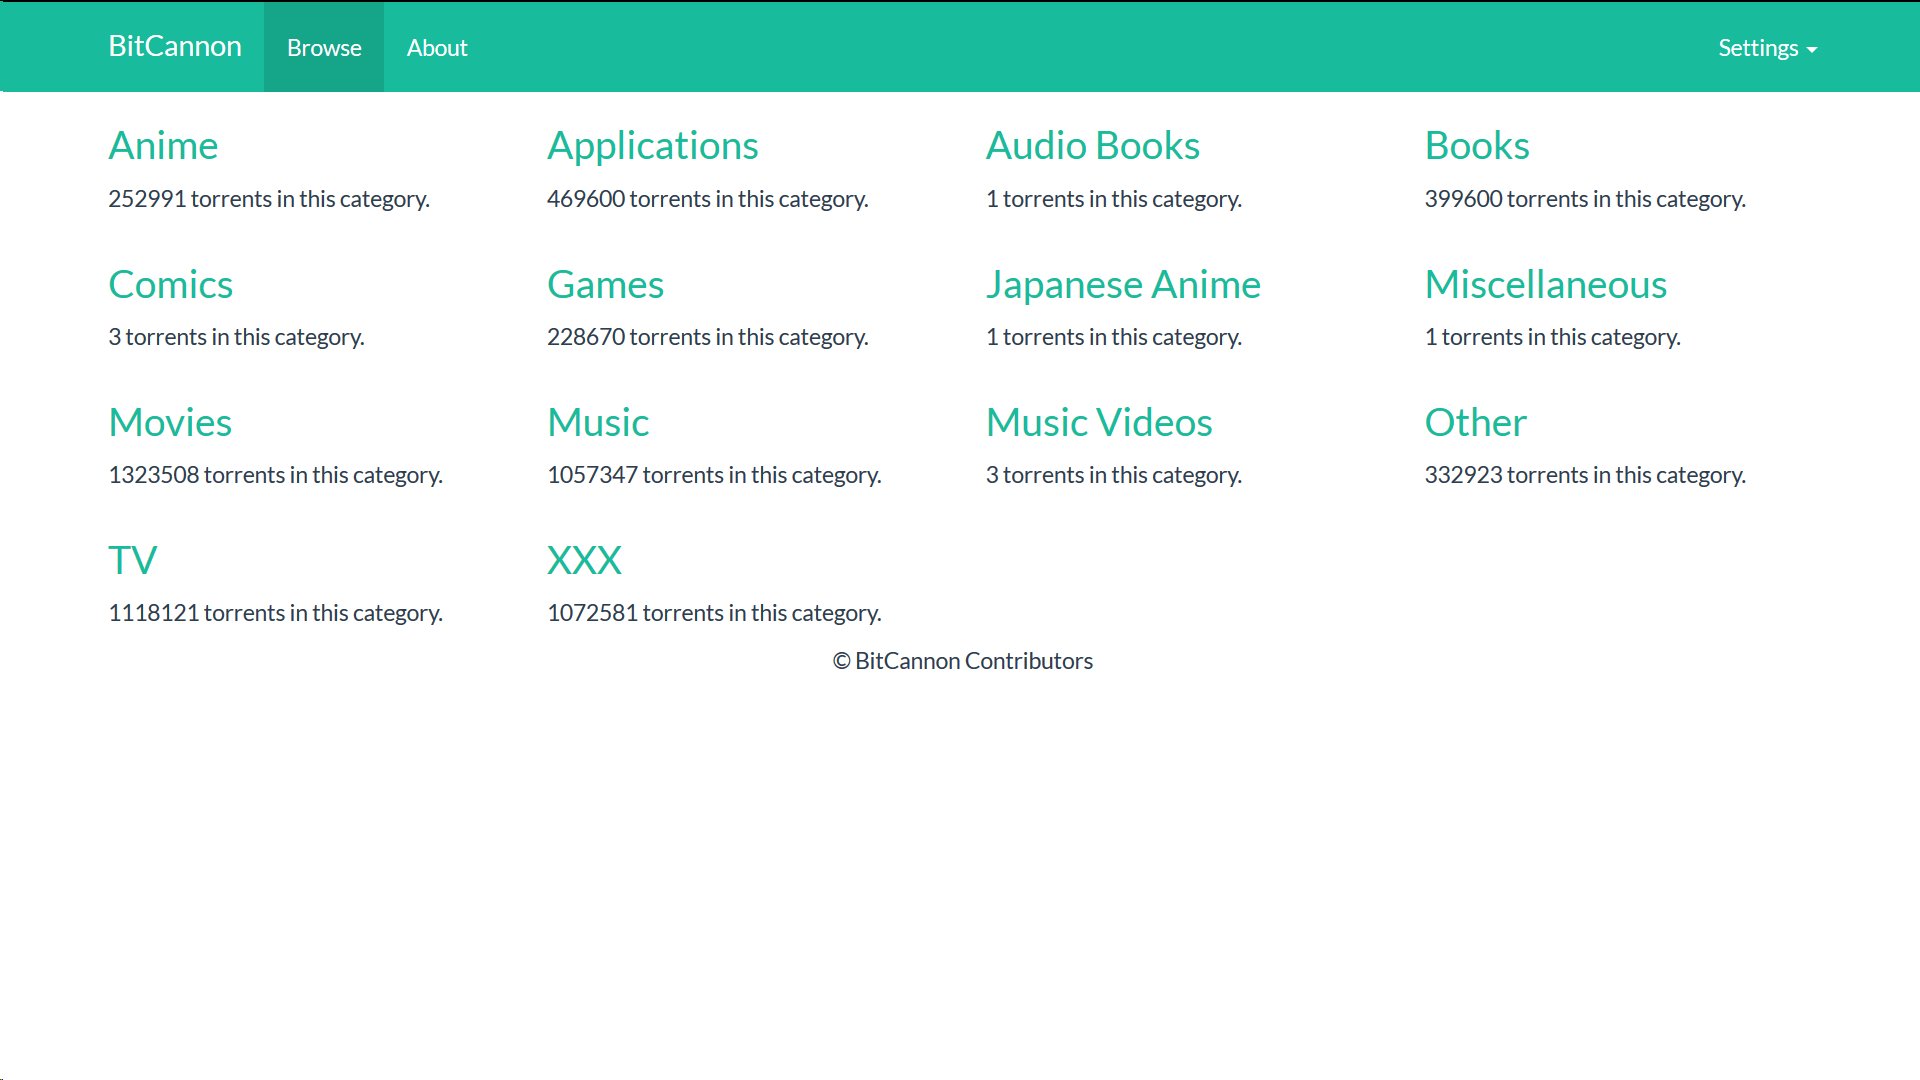 BitCannon Browse About Settings
Anime Applications Audio Books Books
252991 torrents in this category. 469600 torrents in this category. 1 torrents in this category. 399600 torrents in this category.
Comics Games Japanese Anime Miscellaneous
3 torrents in this category. 228670 torrents in this category. 1 torrents in this category. 1 torrents in this category.
Movies Music Music Videos Other
1323508 torrents in this category. 1057347 torrents in this category. 3 torrents in this category. 332923 torrents in this category.
TV XXX
1118121 torrents in this category. 1072581 torrents in this category.
© BitCannon Contributors